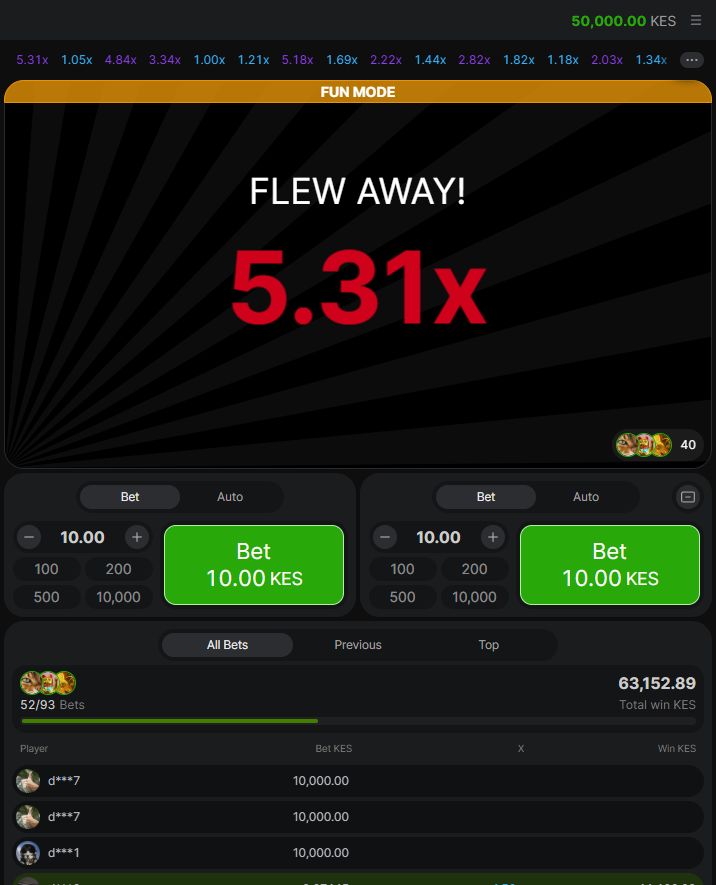 50,000.00 KES
5.31x 1.05x 4.84x 3.34x 1.00x 1.21x 5.18x 1.69x 2.22x 1.44x 2.82x 1.82x 1.18x 2.03x 1.34x
FUN MODE
FLEW AWAY!
5.31x
40
Bet Auto Bet Auto
10.00 Bet 10.00 Bet
100 200 10.00 KES 100 200 10.00 KES
500 10,000 500 10,000
All Bets Previous Top
63,152.89
52/93 Bets Total win KES
Player Bet KES X Win KES
d***7 10,000.00
d***7 10,000.00
d***1 10,000.00